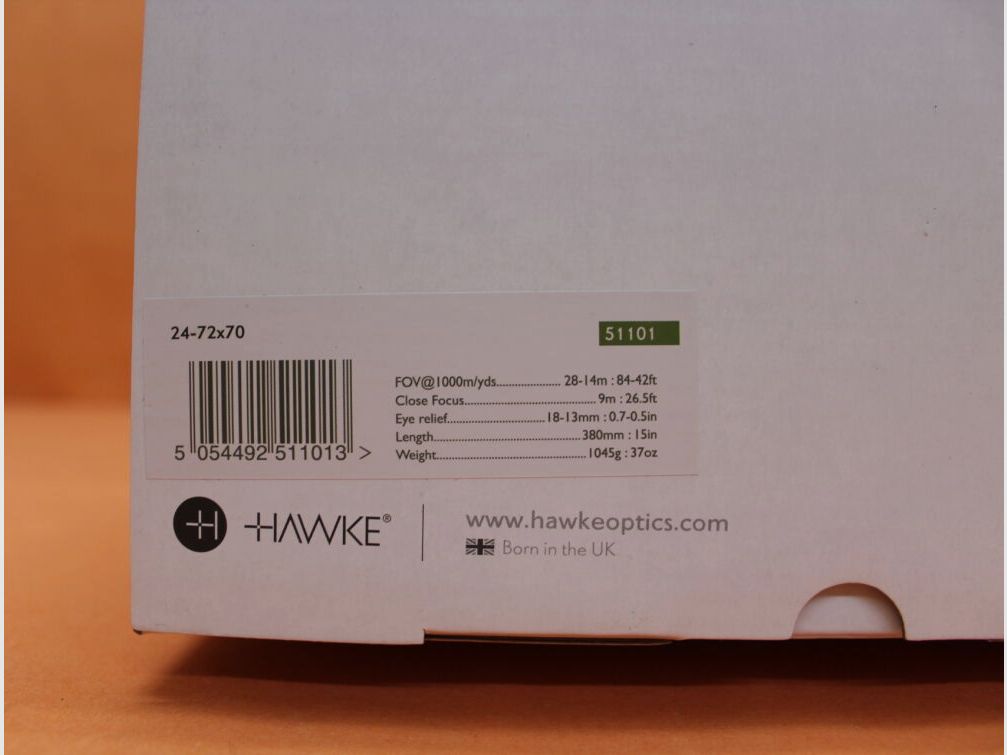 24-72x70
51101
FOV@1000m/yds..................... 28-14m : 84-42ft
Close Focus........................................... 9m : 26.5ft
Eye relief................................ 18-13mm : 0.7-0.5in
Length................................................ 380mm : 15in
Weight................................................. 1045g : 37oz
5 054492 511013 >
HAWKE®
www.hawkeoptics.com
Born in the UK